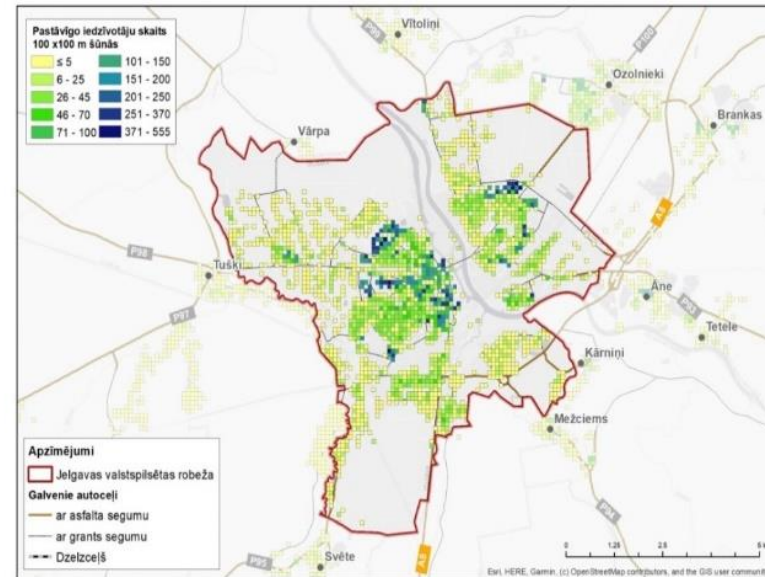 Pastāvīgo iedzīvotāju skaits
100 x100 m šūnās
≤ 5
6 - 25
26 - 45
46 - 70
71 - 100
101 - 150
151 - 200
201 - 250
251 - 370
371 - 555
Vītoliņi
P99
P100
Ozolnieki
Brankas
Vārpa
A8
P98
Tušķi
P97
Āne
P93
Tetele
Kārniņi
Mežciems
P94
Apzīmējumi
Jelgavas valstspilsētas robeža
Galvenie autoceļi
ar asfalta segumu
ar grants segumu
Dzelzceļš
P95
Svēte
A8
0 1,25 2,5 5
Esri, HERE, Garmin, (c) OpenStreetMap contributors, and the GIS user communit